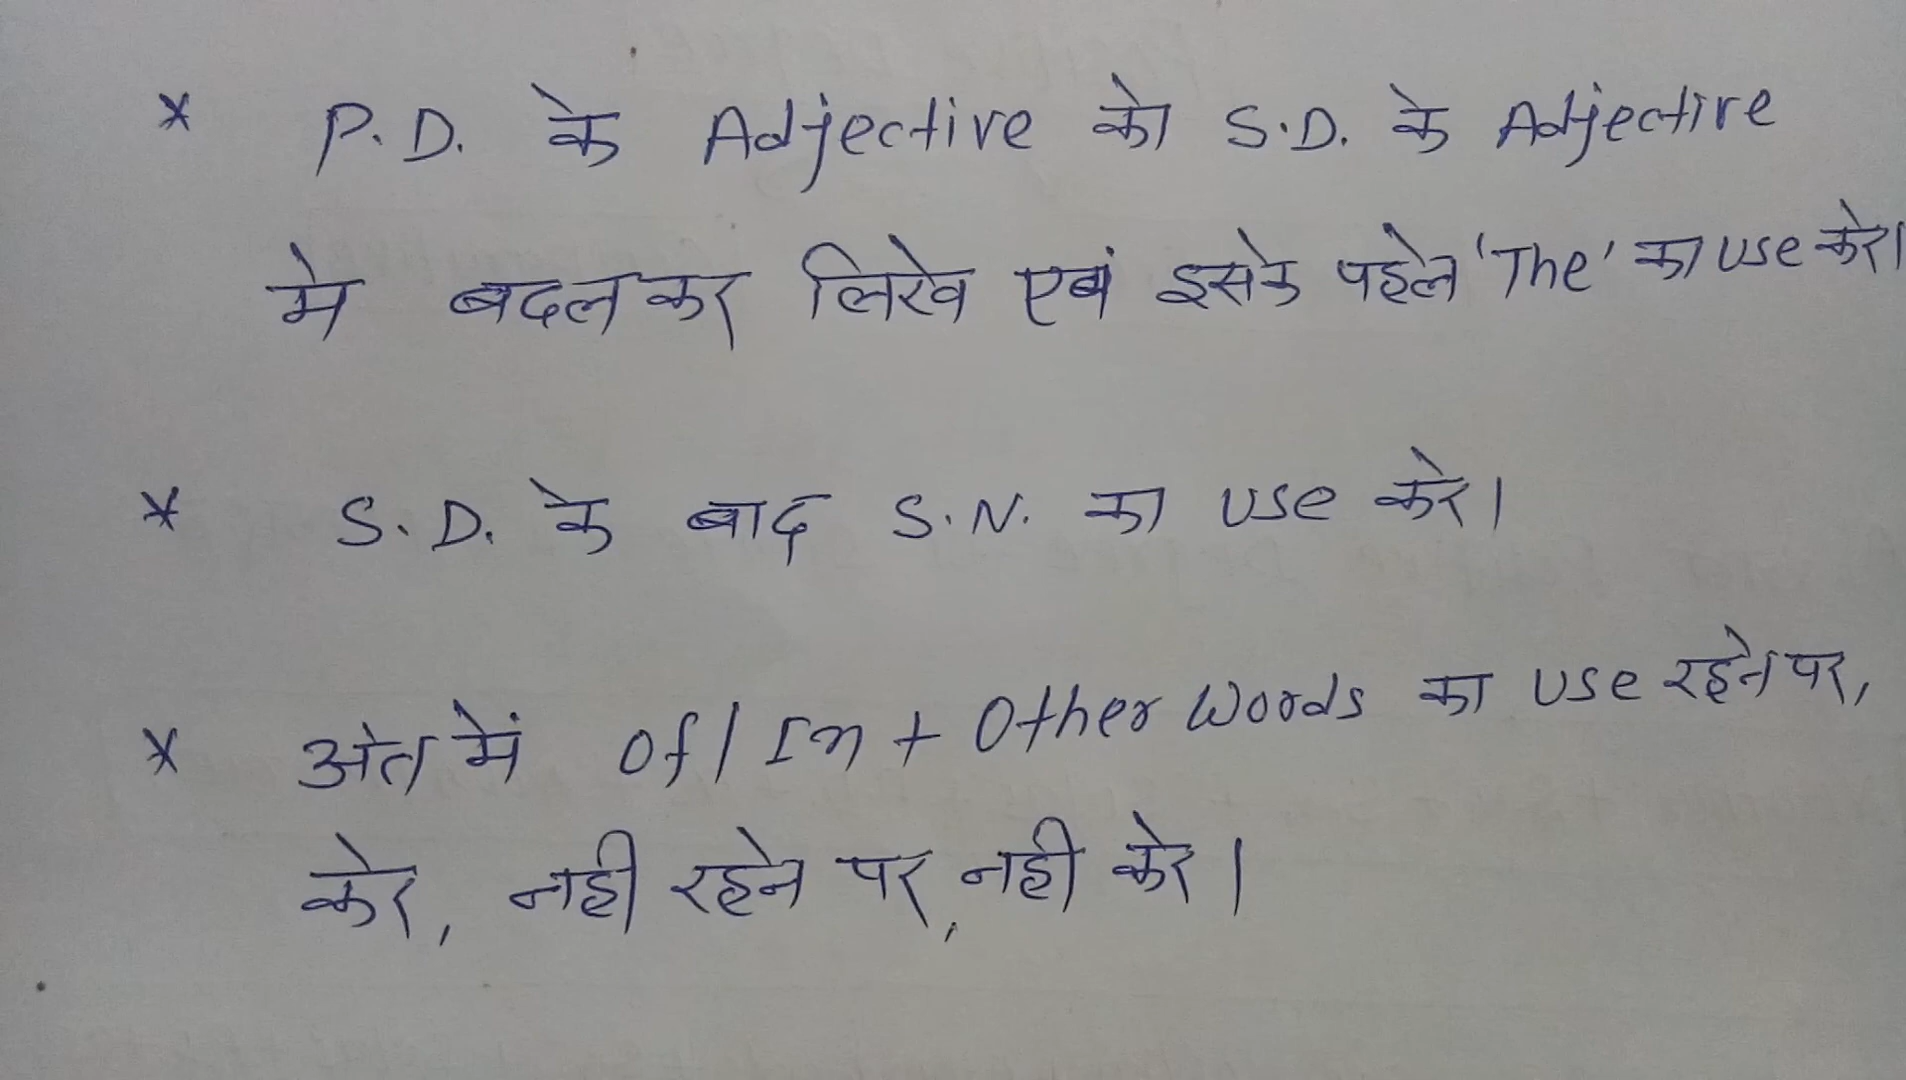 * P.D. के Adjective को S.D. के Adjective
मे बदलकर लिखे एवं इसके पहले 'The' का use करे।
* S.D. के बाद S.N. का use करे।
* अंत में Of / In + Other Words का use रहने पर,
करे, नही रहने पर, नही करे।